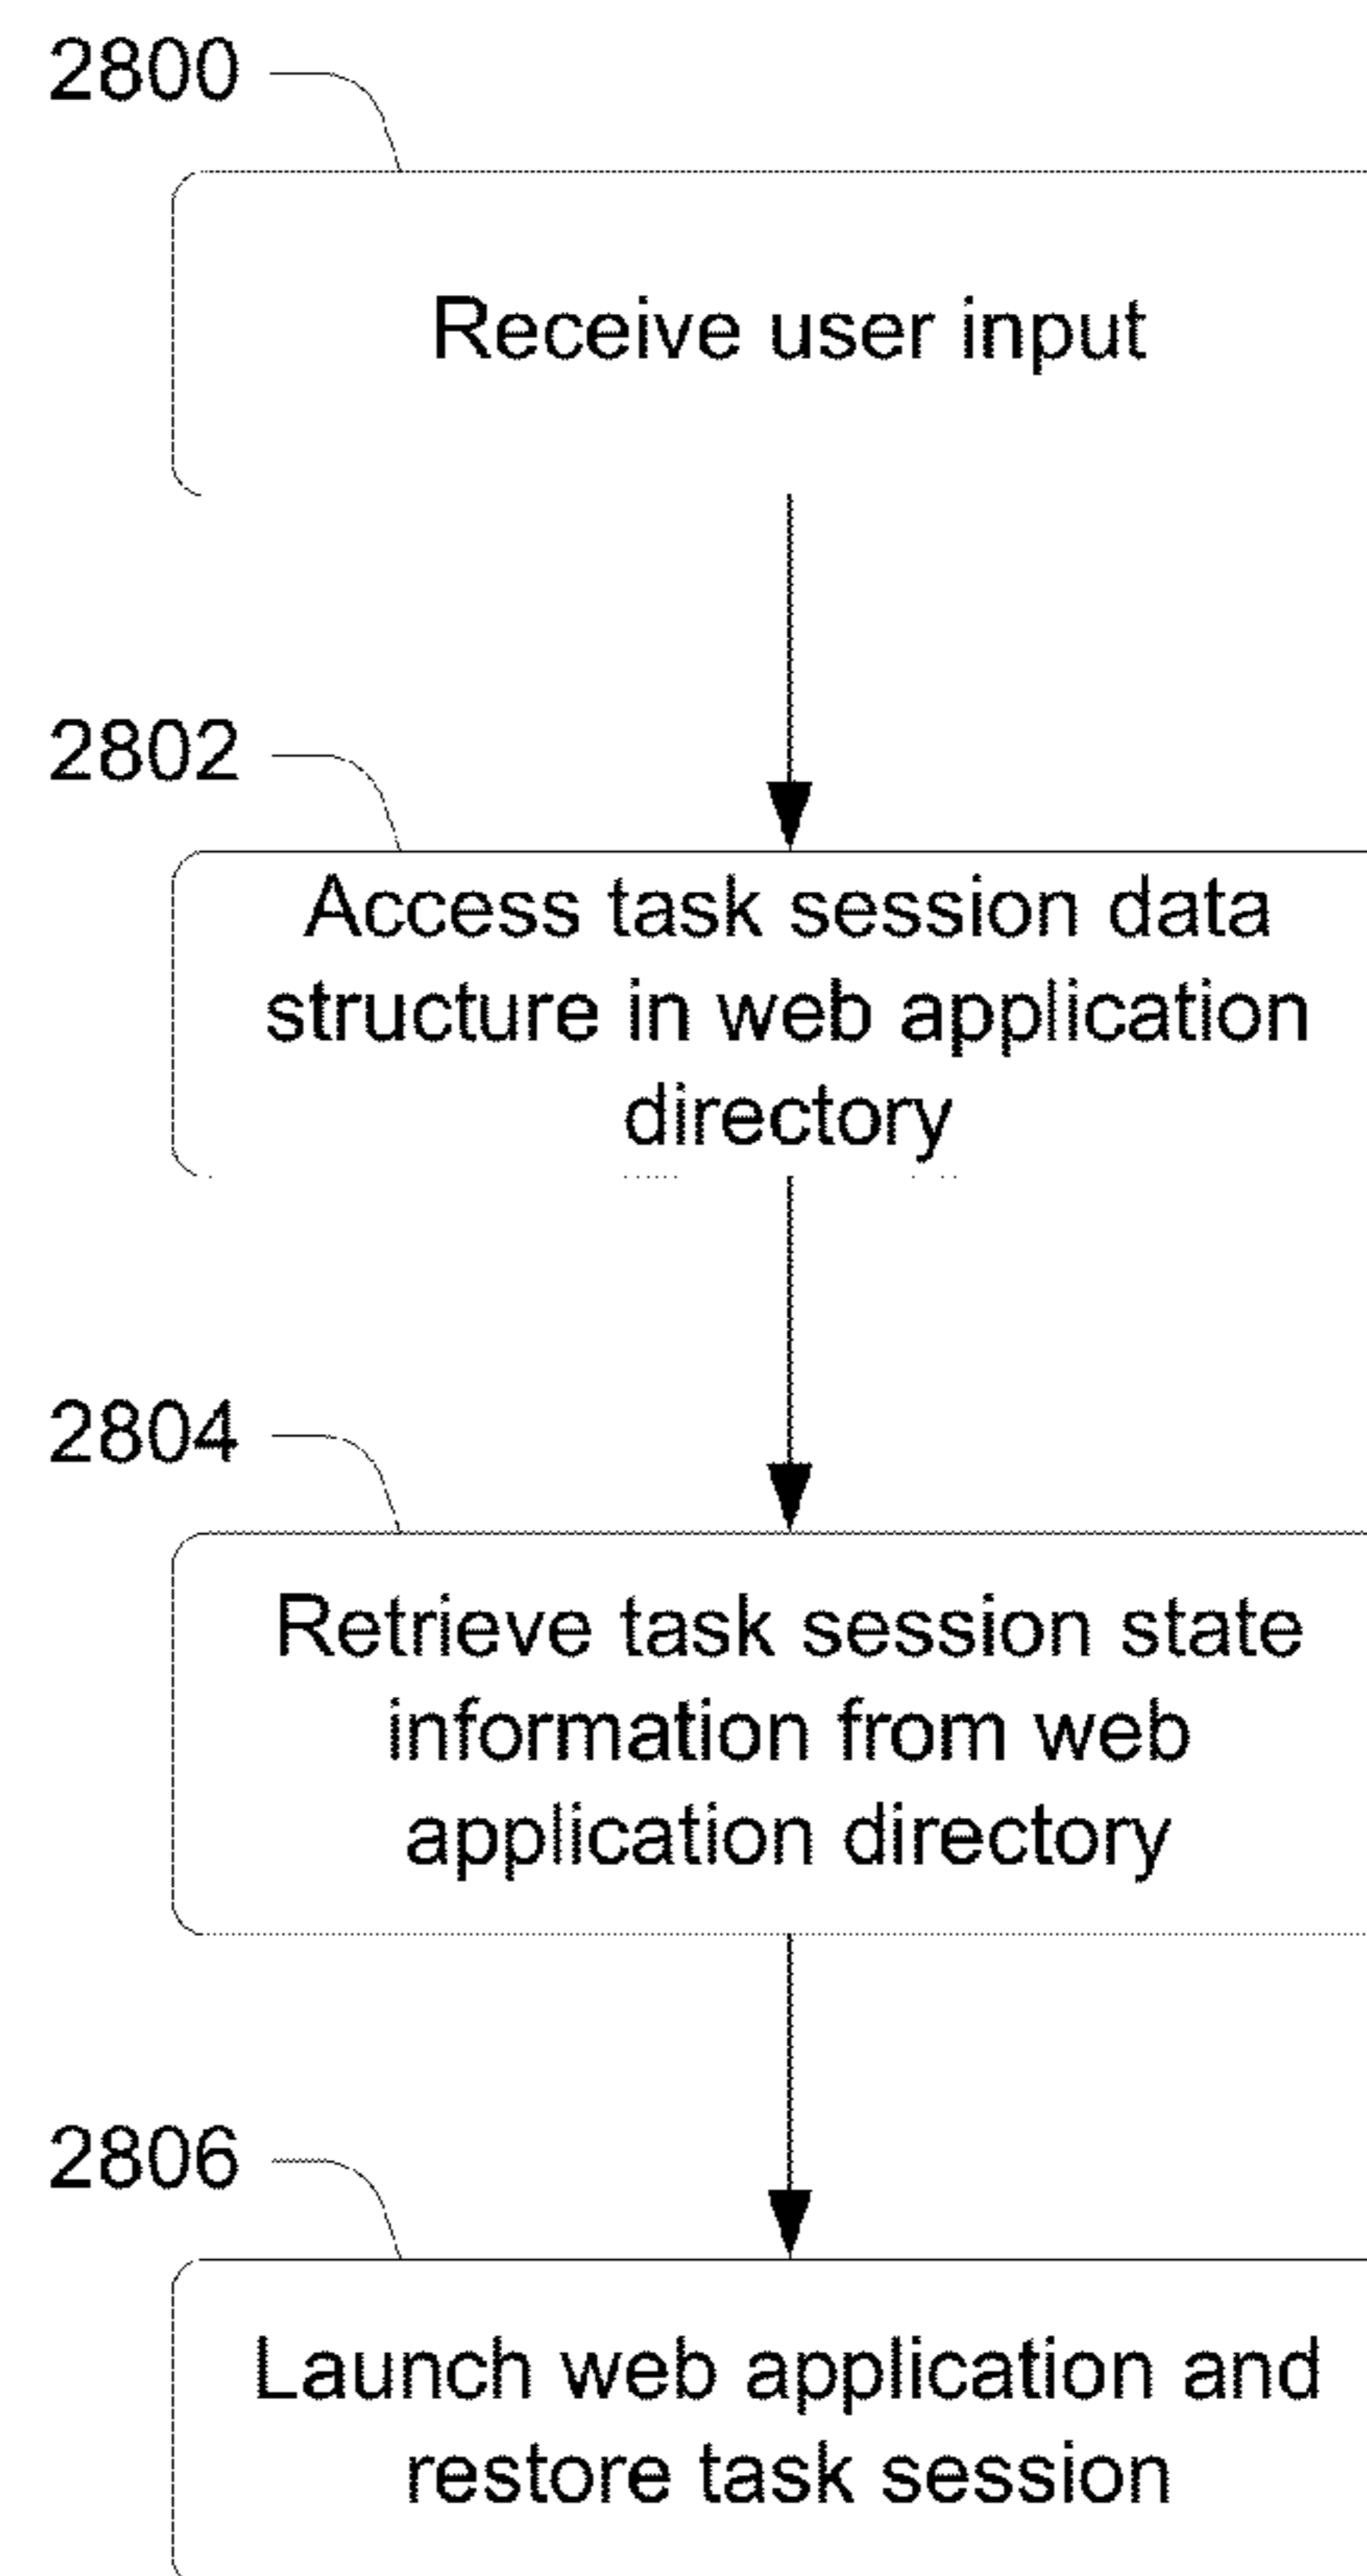 2800
Receive user input
2802
Access task session data
structure in web application
directory
2804
Retrieve task session state
information from web
application directory
2806
Launch web application and
restore task session